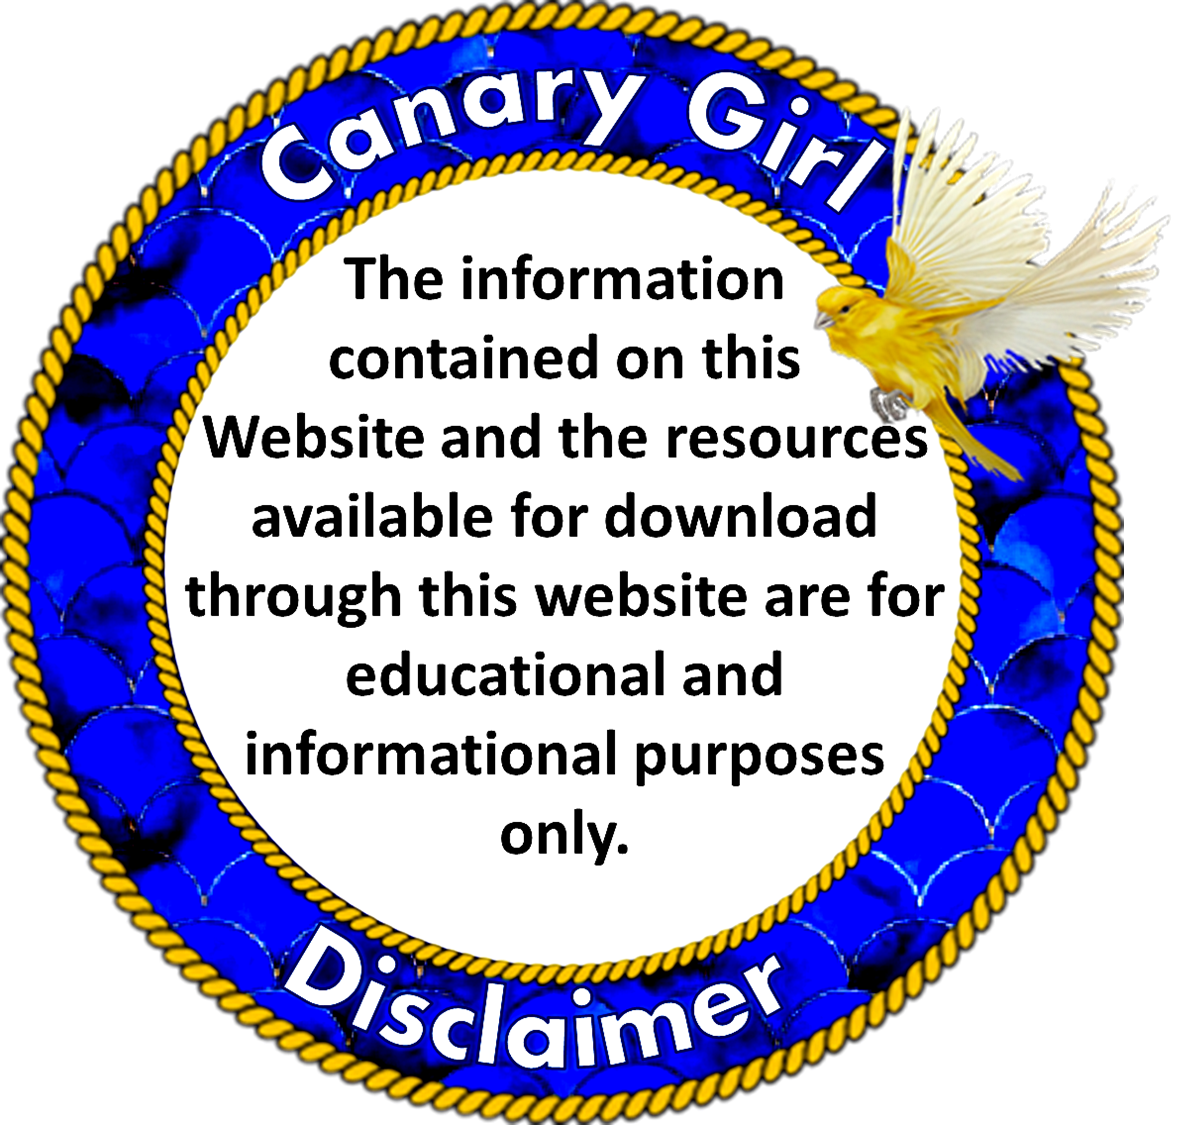 Canary Girl
The information
contained on this
Website and the resources
available for download
through this website are for
educational and
informational purposes
only.
Disclaimer